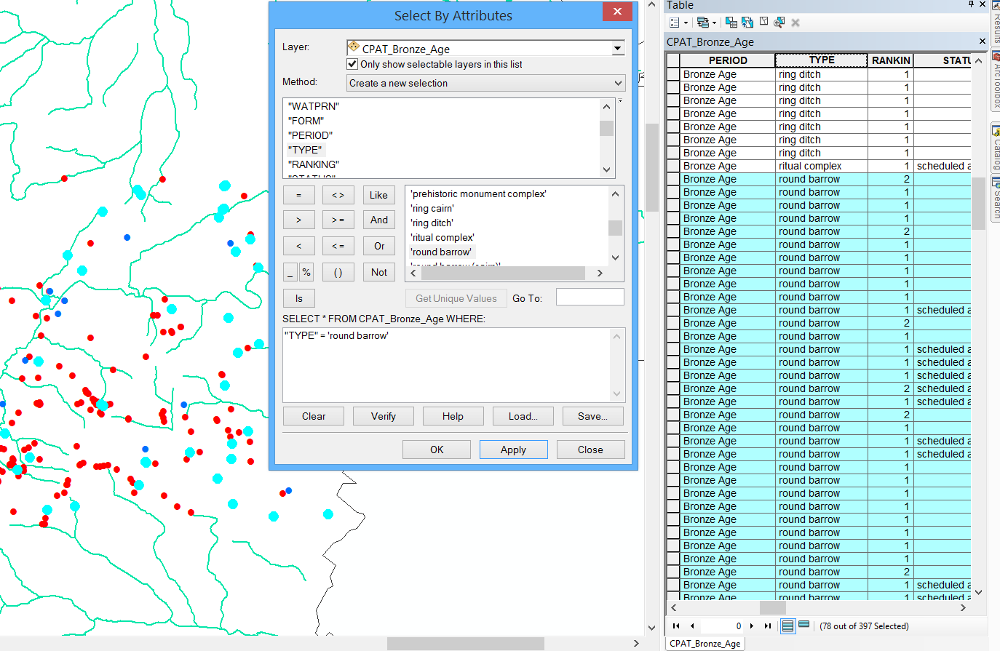 Select By Attributes
Layer:
CPAT_Bronze_Age
Only show selectable layers in this list
Method:
Create a new selection
"WATPRN"
"FORM"
"PERIOD"
"TYPE"
"RANKING"
"STATUS"
=
< >
Like
>
> =
And
<
< =
Or
_
%
( )
Not
Is
'prehistoric monument complex'
'ring cairn'
'ring ditch'
'ritual complex'
'round barrow'
'round barrow (cairn)'
Get Unique Values
Go To:
SELECT * FROM CPAT_Bronze_Age WHERE:
"TYPE" = 'round barrow'
Clear
Verify
Help
Load...
Save...
OK
Apply
Close
Table
CPAT_Bronze_Age
PERIOD TYPE RANKIN STATU
Bronze Age ring ditch 1
Bronze Age ring ditch 1
Bronze Age ring ditch 1
Bronze Age ring ditch 1
Bronze Age ring ditch 1
Bronze Age ring ditch 1
Bronze Age ring ditch 1
Bronze Age ritual complex 1 scheduled a
Bronze Age round barrow 2
Bronze Age round barrow 1
Bronze Age round barrow 1
Bronze Age round barrow 1
Bronze Age round barrow 2
Bronze Age round barrow 1
Bronze Age round barrow 1
Bronze Age round barrow 1
Bronze Age round barrow 1
Bronze Age round barrow 1
Bronze Age round barrow 1 scheduled a
Bronze Age round barrow 2
Bronze Age round barrow 1
Bronze Age round barrow 1 scheduled a
Bronze Age round barrow 1 scheduled a
Bronze Age round barrow 1 scheduled a
Bronze Age round barrow 2 scheduled a
Bronze Age round barrow 1 scheduled a
Bronze Age round barrow 2
Bronze Age round barrow 1
Bronze Age round barrow 1 scheduled a
Bronze Age round barrow 1 scheduled a
Bronze Age round barrow 1
Bronze Age round barrow 1
Bronze Age round barrow 1
Bronze Age round barrow 1
Bronze Age round barrow 1
Bronze Age round barrow 1
Bronze Age round barrow 1
Bronze Age round barrow 1
Bronze Age round barrow 2
Bronze Age round barrow 1 scheduled a
Bronze Age round barrow 1 scheduled a
0
(78 out of 397 Selected)
CPAT_Bronze_Age
Results
ArcToolbox
Catalog
Search